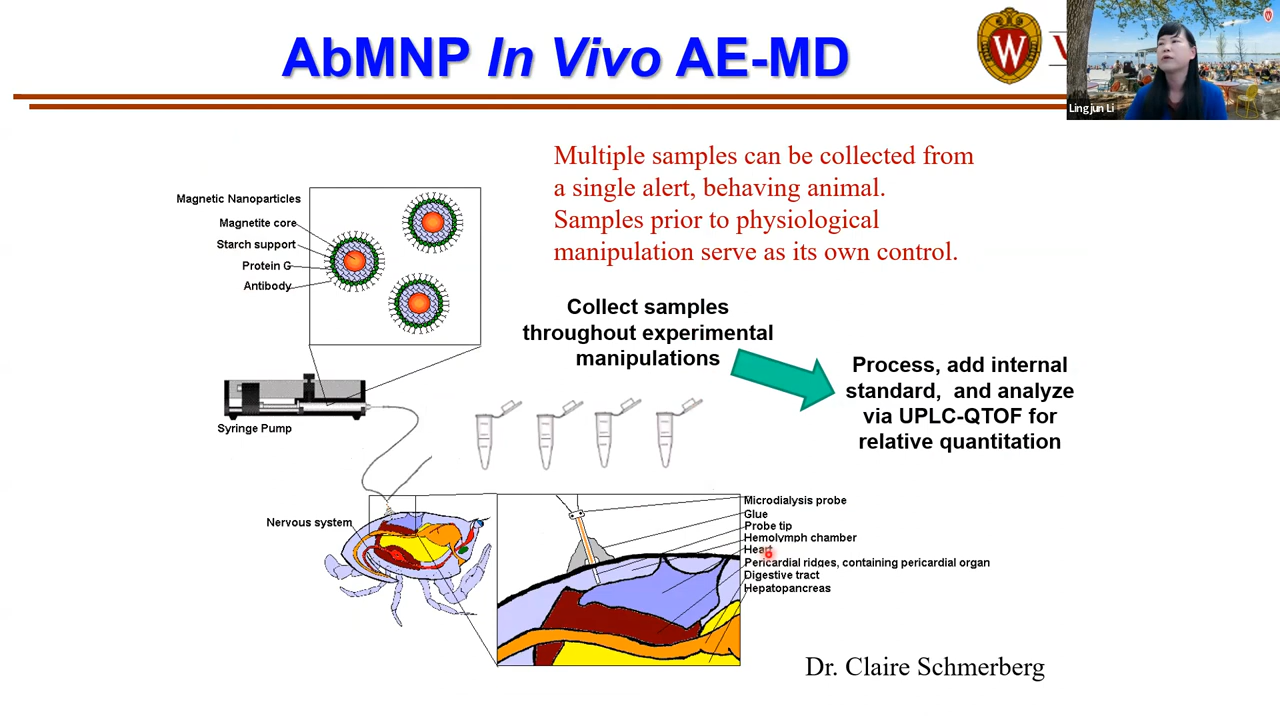 AbMNP In Vivo AE-MD
W
Lingjun Li
Multiple samples can be collected from
a single alert, behaving animal.
Samples prior to physiological
manipulation serve as its own control.
Magnetic Nanoparticles
Magnetite core
Starch support
Protein G
Antibody
Collect samples
throughout experimental
manipulations
Process, add internal
standard, and analyze
via UPLC-QTOF for
relative quantitation
Syringe Pump
Nervous system
Microdialysis probe
Glue
Probe tip
Hemolymph chamber
Heart
Pericardial ridges, containing pericardial organ
Digestive tract
Hepatopancreas
Dr. Claire Schmerberg